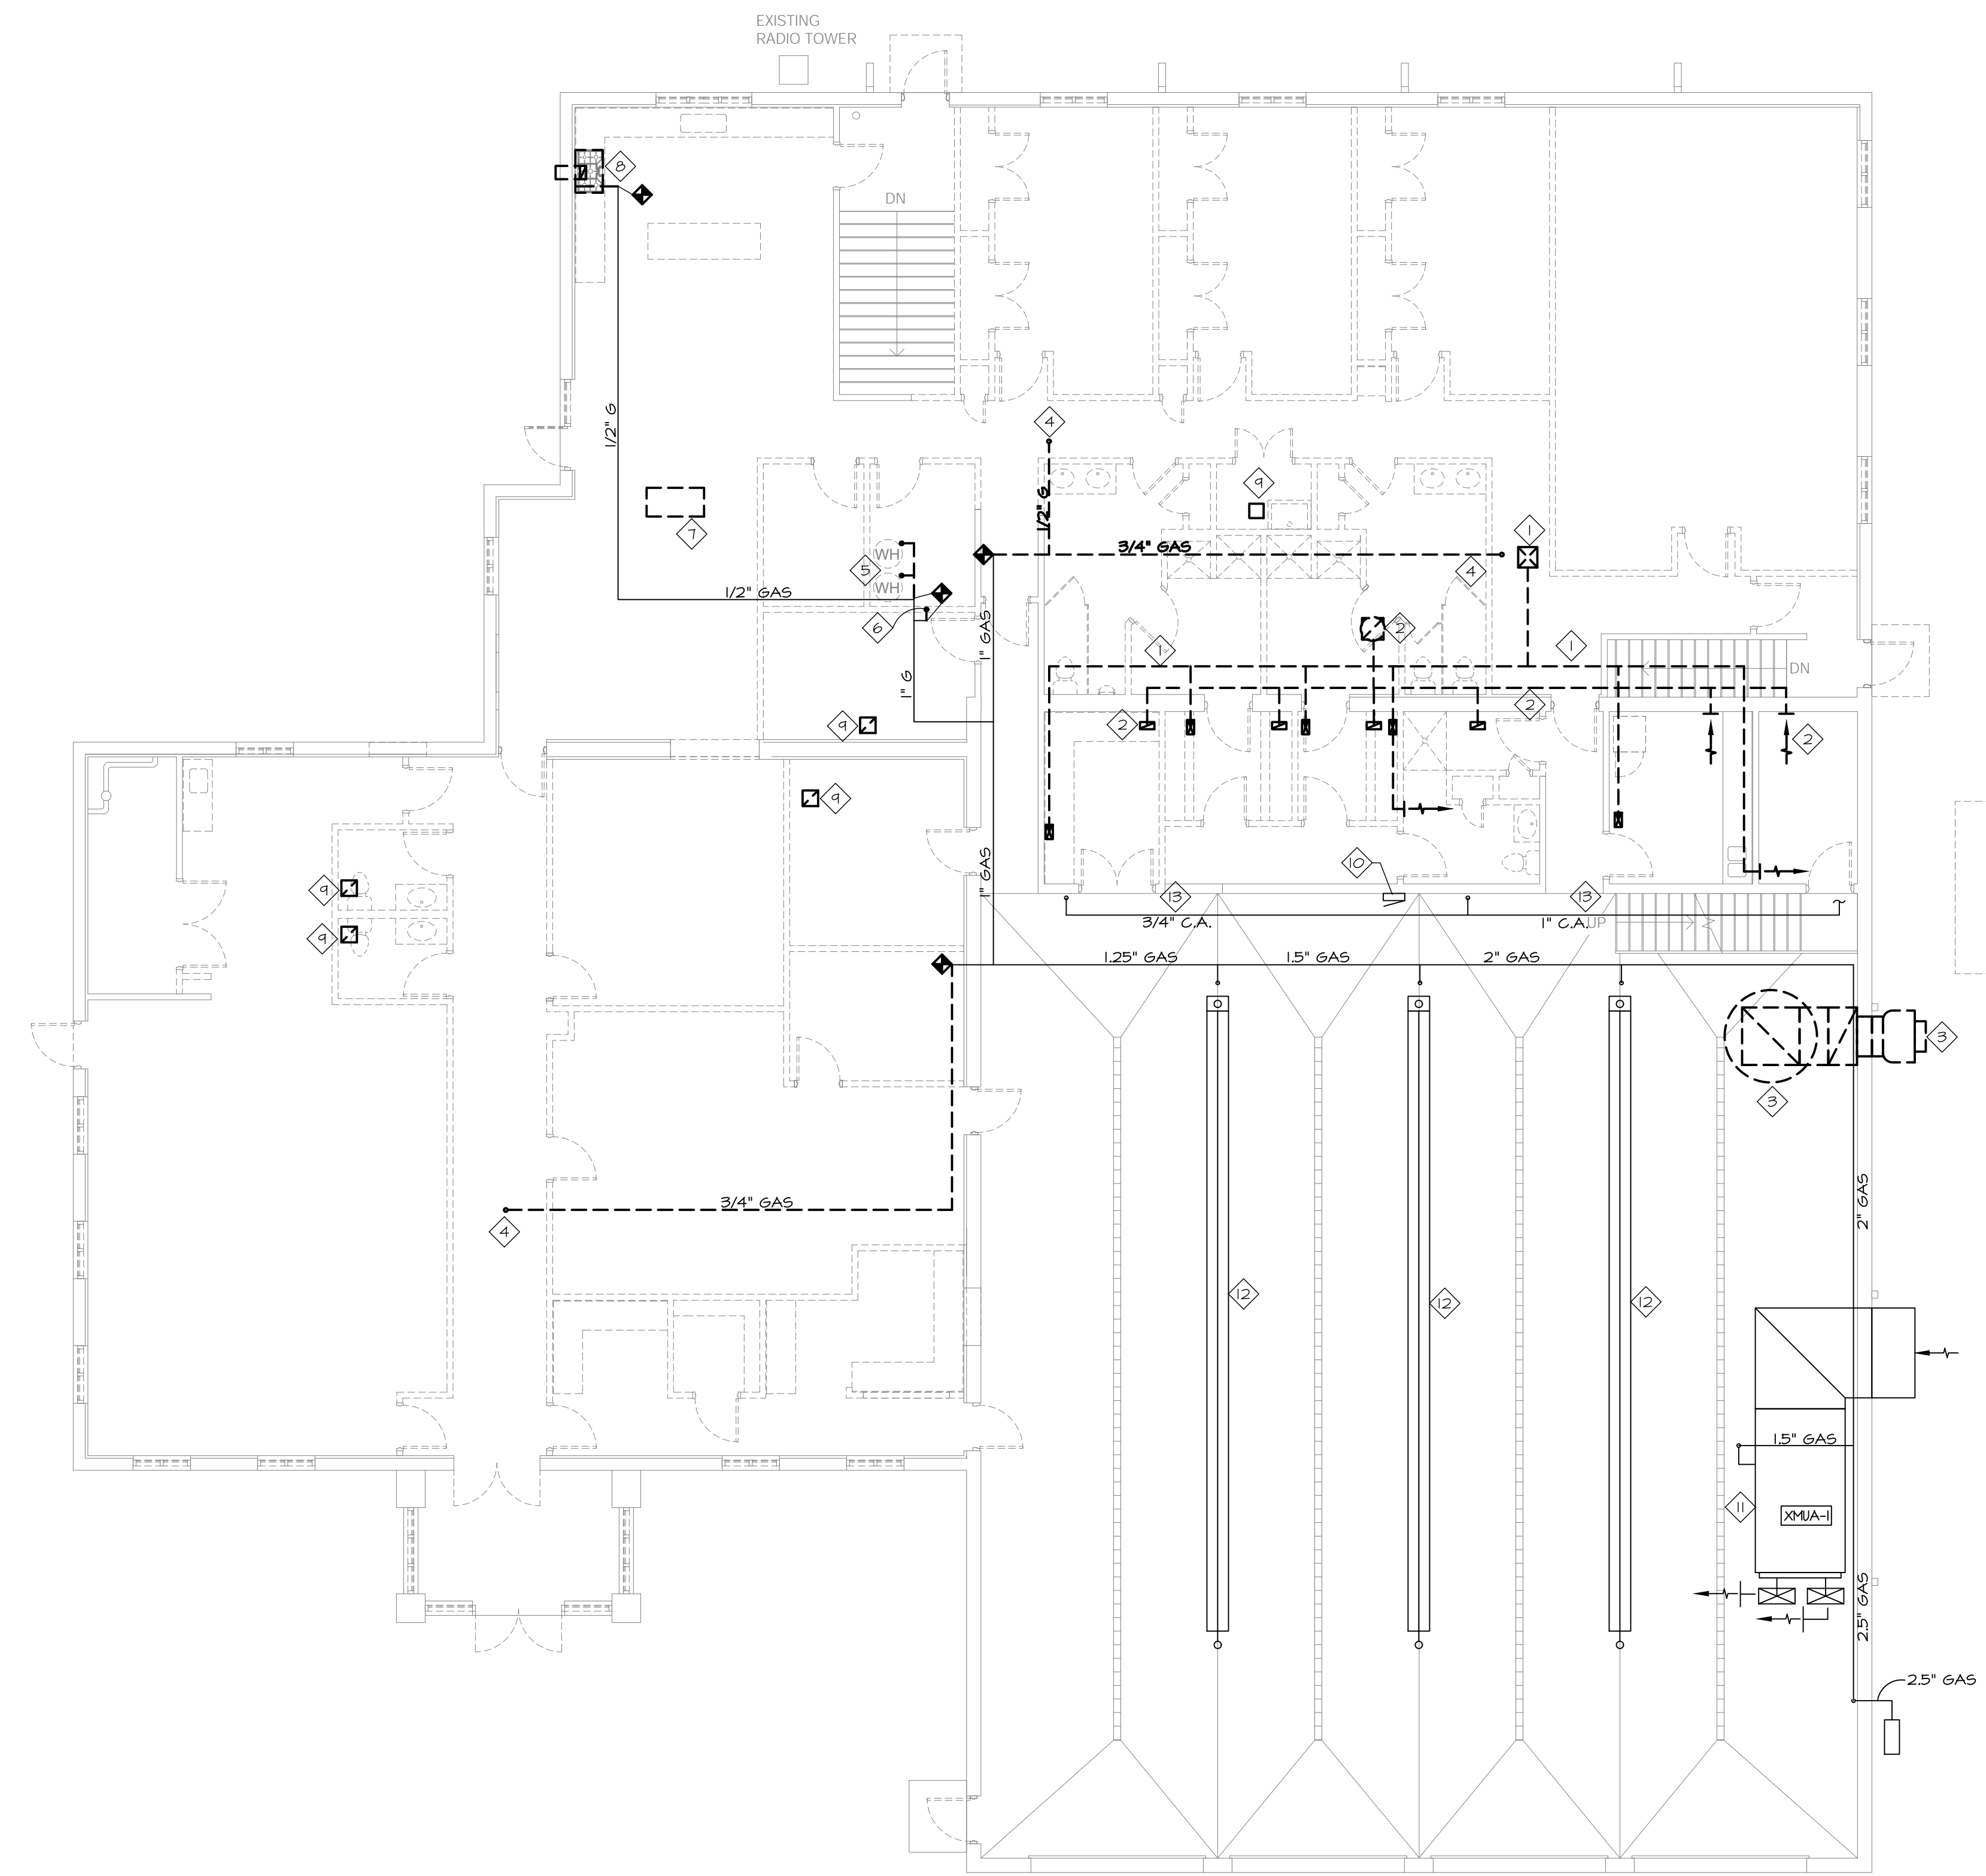 EXISTING
RADIO TOWER
8
DN
1/2" G
4
9
1/2" G
7
1
3/4" GAS
WH
5
4
WH
1/2" GAS
6
2
1" GAS
1
1
DN
1" G
2
2
9
2
9
1" GAS
10
9
13
13
3/4" C.A.
1" C.A.
UP
9
1.25" GAS
1.5" GAS
2" GAS
3
3
3/4" GAS
2" GAS
4
12
12
12
1.5" GAS
11
XMUA-1
2.5" GAS
2.5" GAS